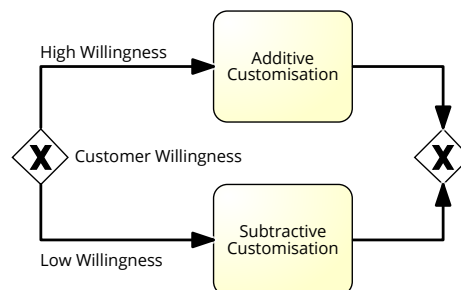 High Willingness
Additive
Customisation
Customer Willingness
Subtractive
Customisation
Low Willingness